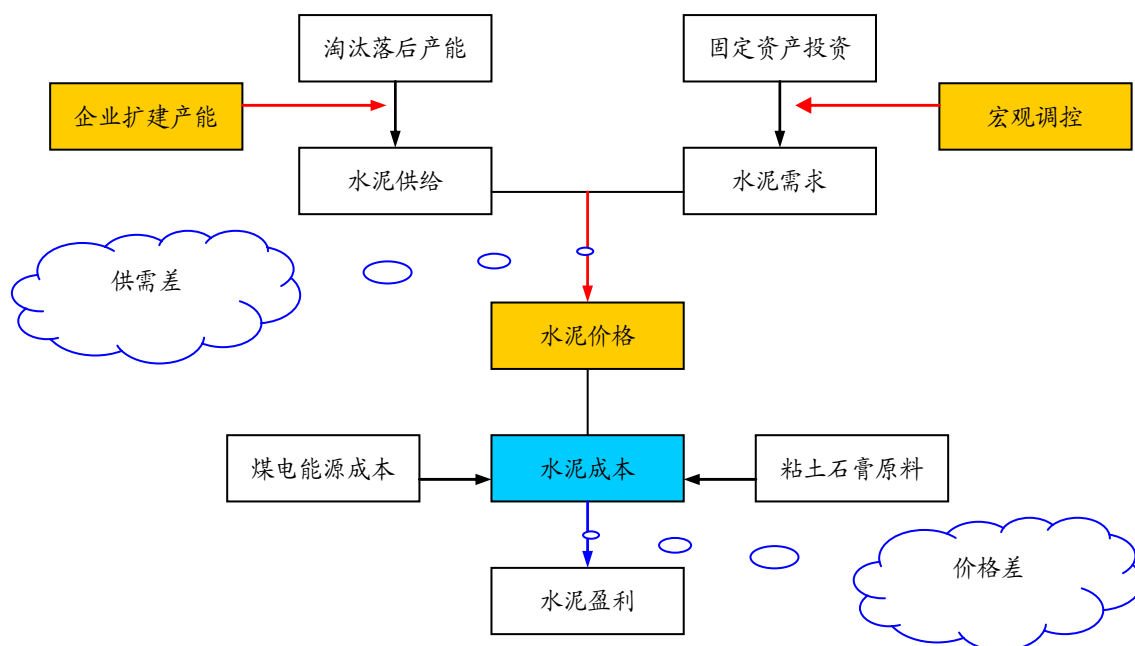 淘汰落后产能
固定资产投资
企业扩建产能
宏观调控
水泥供给
水泥需求
供需差
水泥价格
煤电能源成本
水泥成本
粘土石膏原料
价格差
水泥盈利